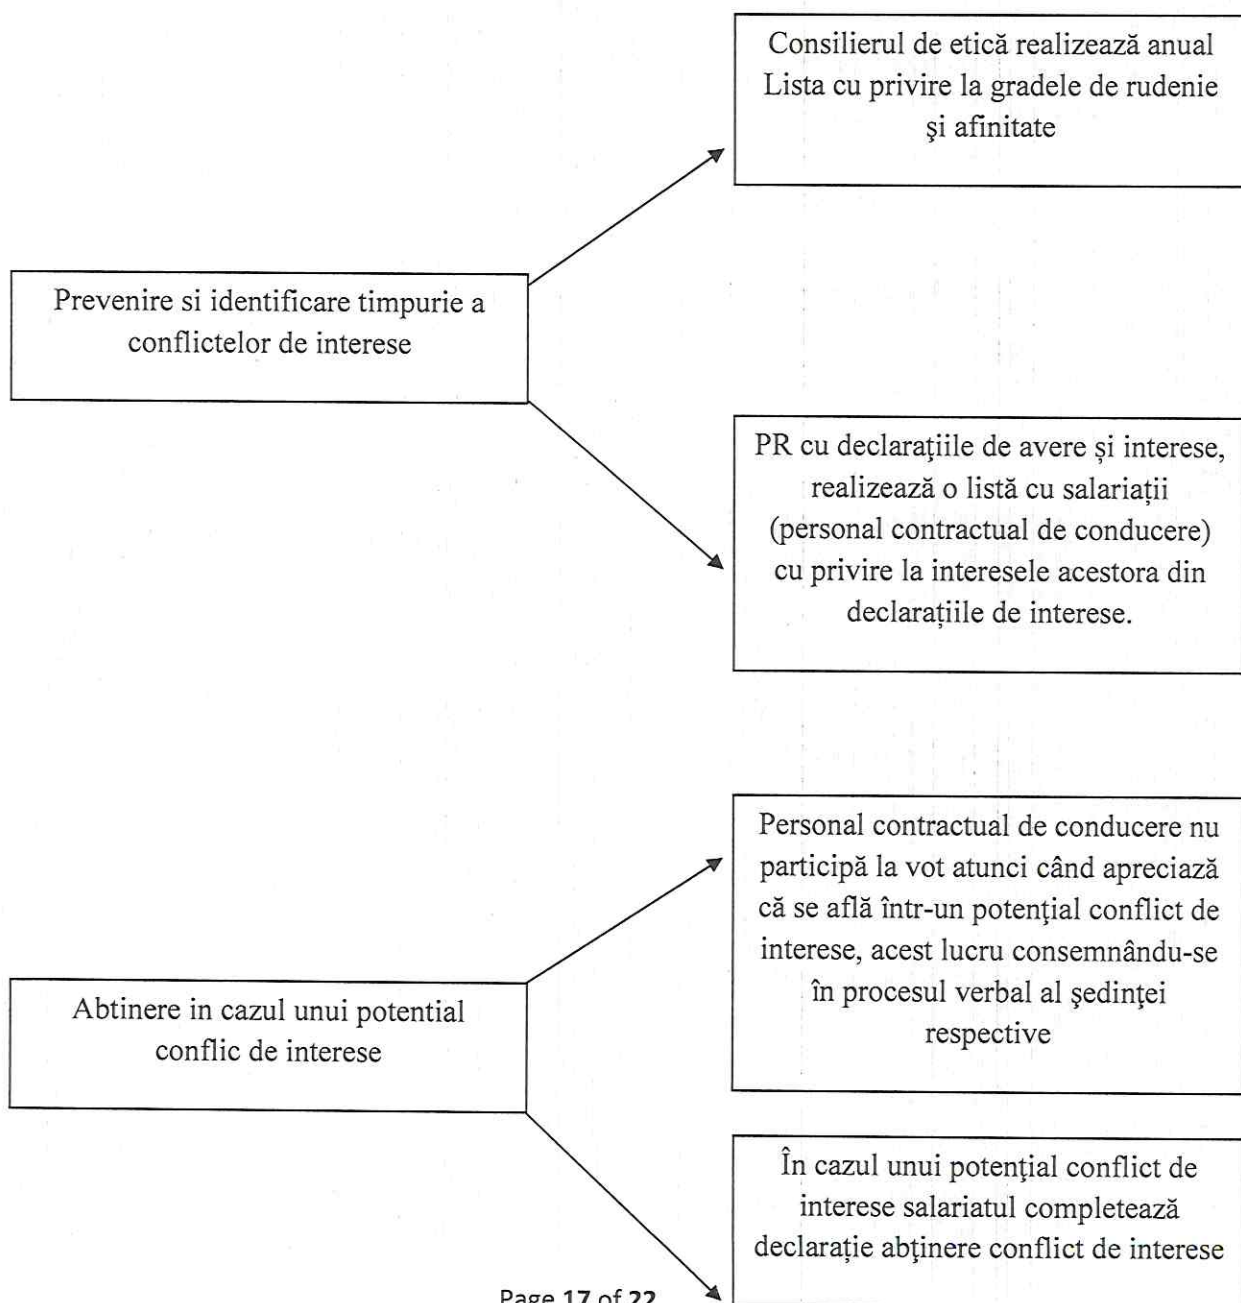 Consilierul de etică realizează anual
Lista cu privire la gradele de rudenie
şi afinitate
Prevenire si identificare timpurie a
conflictelor de interese
PR cu declaraţiile de avere și interese,
realizează o listă cu salariații
(personal contractual de conducere)
cu privire la interesele acestora din
declarațiile de interese.
Personal contractual de conducere nu
participă la vot atunci când apreciază
că se află într-un potenţial conflict de
interese, acest lucru consemnându-se
în procesul verbal al şedinţei
respective
Abtinere in cazul unui potential
conflic de interese
În cazul unui potenţial conflict de
interese salariatul completează
declarație abţinere conflict de interese
Page 17 of 22